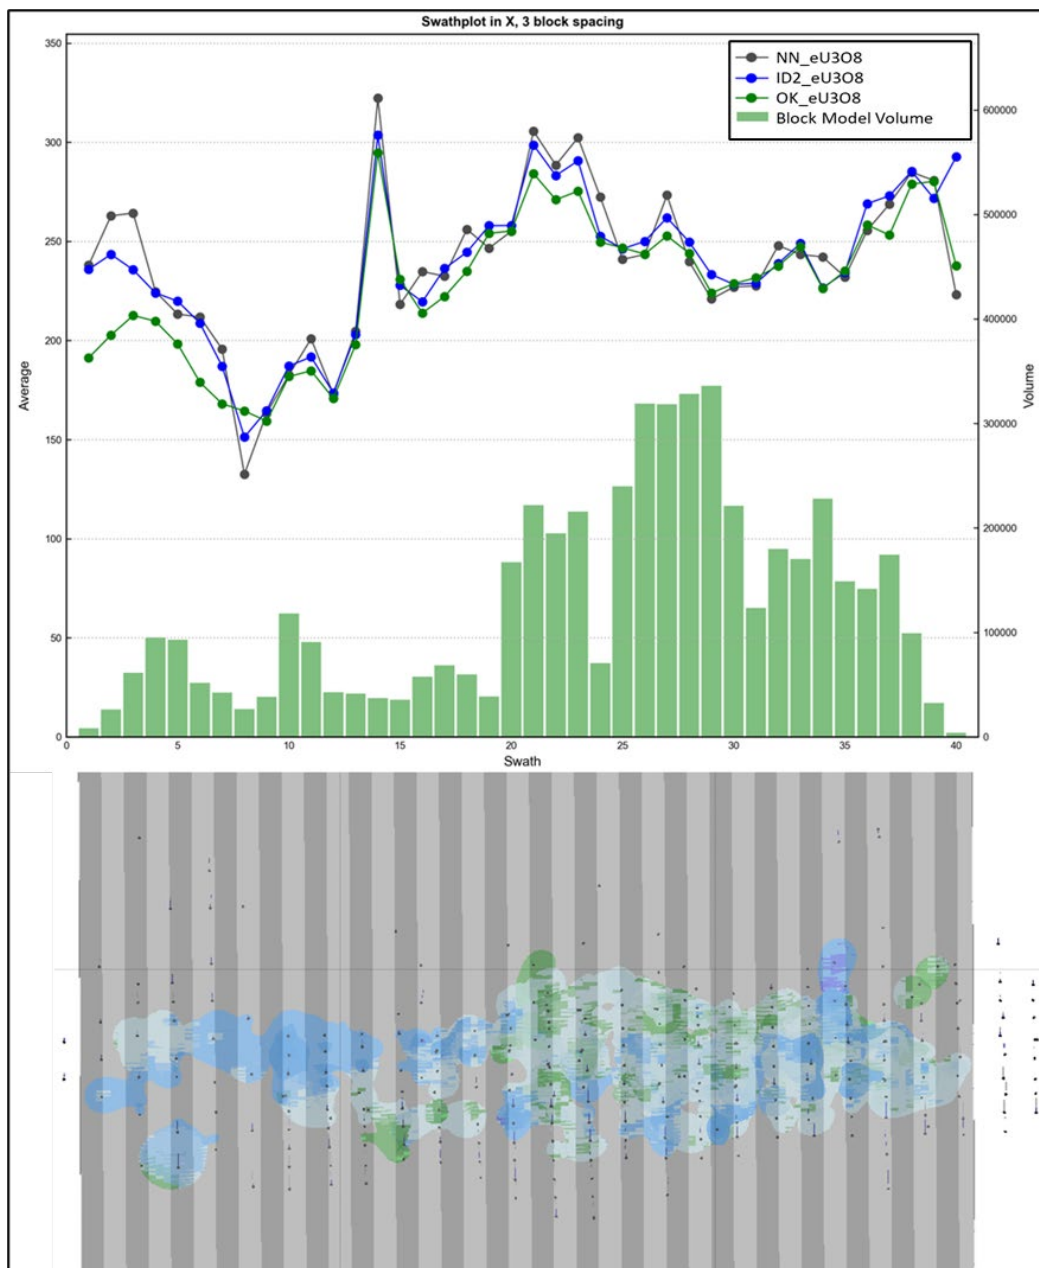 Swathplot in X, 3 block spacing
NN_eU3O8
ID2_eU3O8
OK_eU3O8
Block Model Volume
350
300
250
200
150
100
50
0
Average
600000
500000
400000
300000
200000
100000
0
Volume
0 5 10 15 20 25 30 35 40
Swath